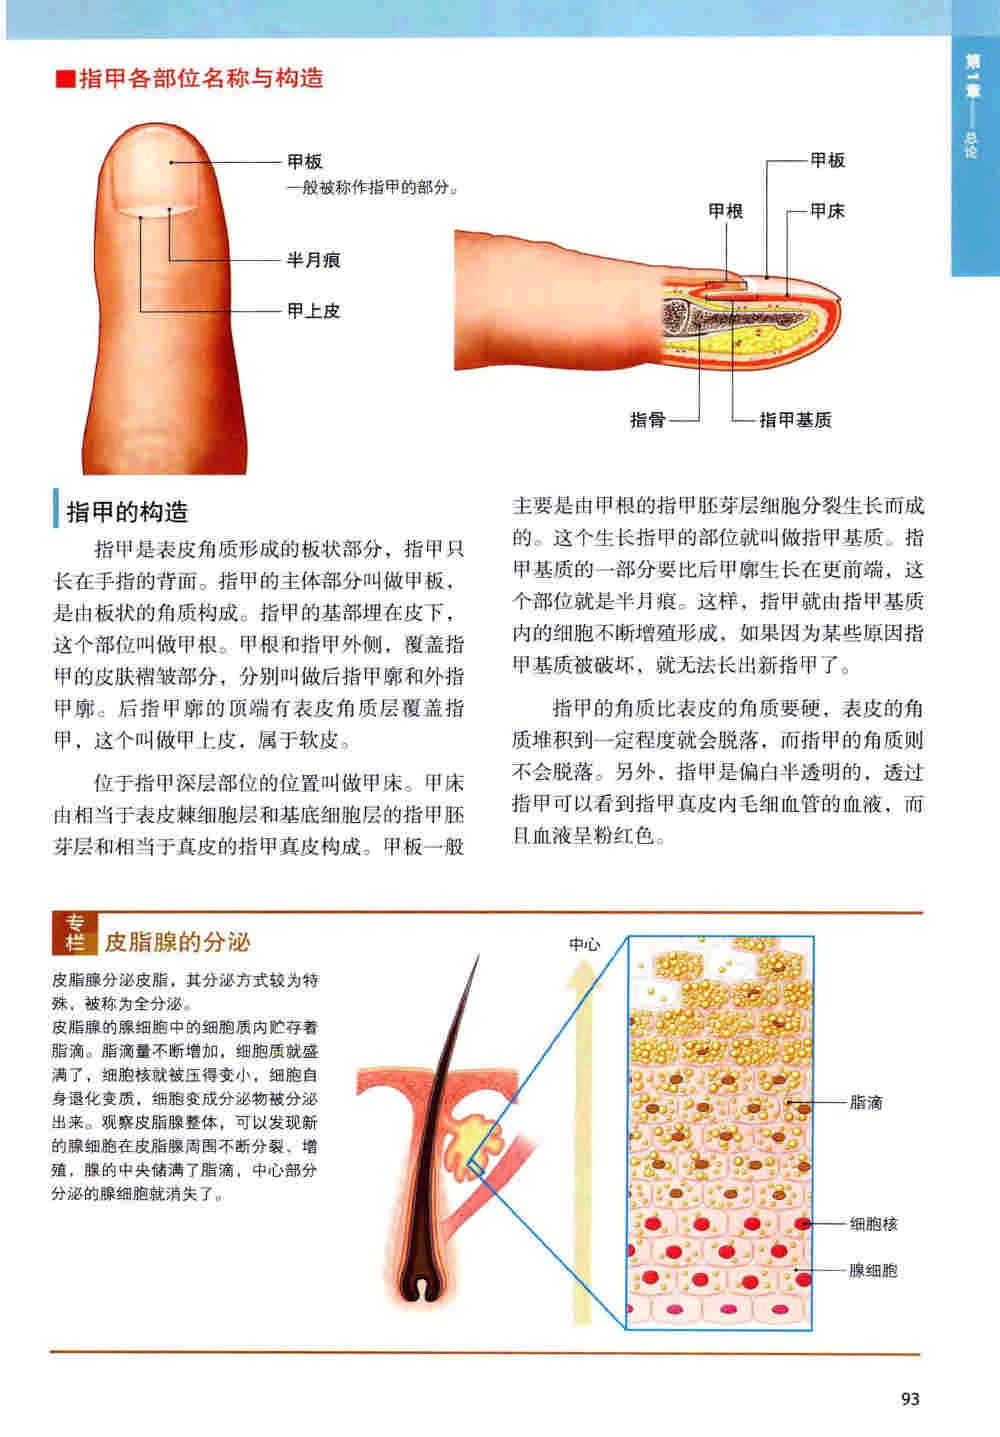 第1章——总论
■指甲各部位名称与构造
甲板
一般被称作指甲的部分。
半月痕
甲上皮
甲板
甲根
甲床
指骨
指甲基质
指甲的构造
指甲是表皮角质形成的板状部分，指甲只
长在手指的背面。指甲的主体部分叫做甲板，
是由板状的角质构成。指甲的基部埋在皮下，
这个部位叫做甲根。甲根和指甲外侧，覆盖指
甲的皮肤褶皱部分，分别叫做后指甲廓和外指
甲廓。后指甲廓的顶端有表皮角质层覆盖指
甲，这个叫做甲上皮，属于软皮。
位于指甲深层部位的位置叫做甲床。甲床
由相当于表皮棘细胞层和基底细胞层的指甲胚
芽层和相当于真皮的指甲真皮构成。甲板一般
主要是由甲根的指甲胚芽层细胞分裂生长而成
的。这个生长指甲的部位就叫做指甲基质。指
甲基质的一部分要比后甲廓生长在更前端，这
个部位就是半月痕。这样，指甲就由指甲基质
内的细胞不断增殖形成，如果因为某些原因指
甲基质被破坏，就无法长出新指甲了。
指甲的角质比表皮的角质要硬，表皮的角
质堆积到一定程度就会脱落，而指甲的角质则
不会脱落。另外，指甲是偏白半透明的，透过
指甲可以看到指甲真皮内毛细血管的血液，而
且血液呈粉红色。
专栏
皮脂腺的分泌
皮脂腺分泌皮脂，其分泌方式较为特
殊，被称为全分泌。
皮脂腺的腺细胞中的细胞质内贮存着
脂滴。脂滴量不断增加，细胞质就盛
满了，细胞核就被压得变小，细胞自
身退化变质，细胞变成分泌物被分泌
出来。观察皮脂腺整体，可以发现新
的腺细胞在皮脂腺周围不断分裂、增
殖，腺的中央储满了脂滴，中心部分
分泌的腺细胞就消失了。
中心
脂滴
细胞核
腺细胞
93